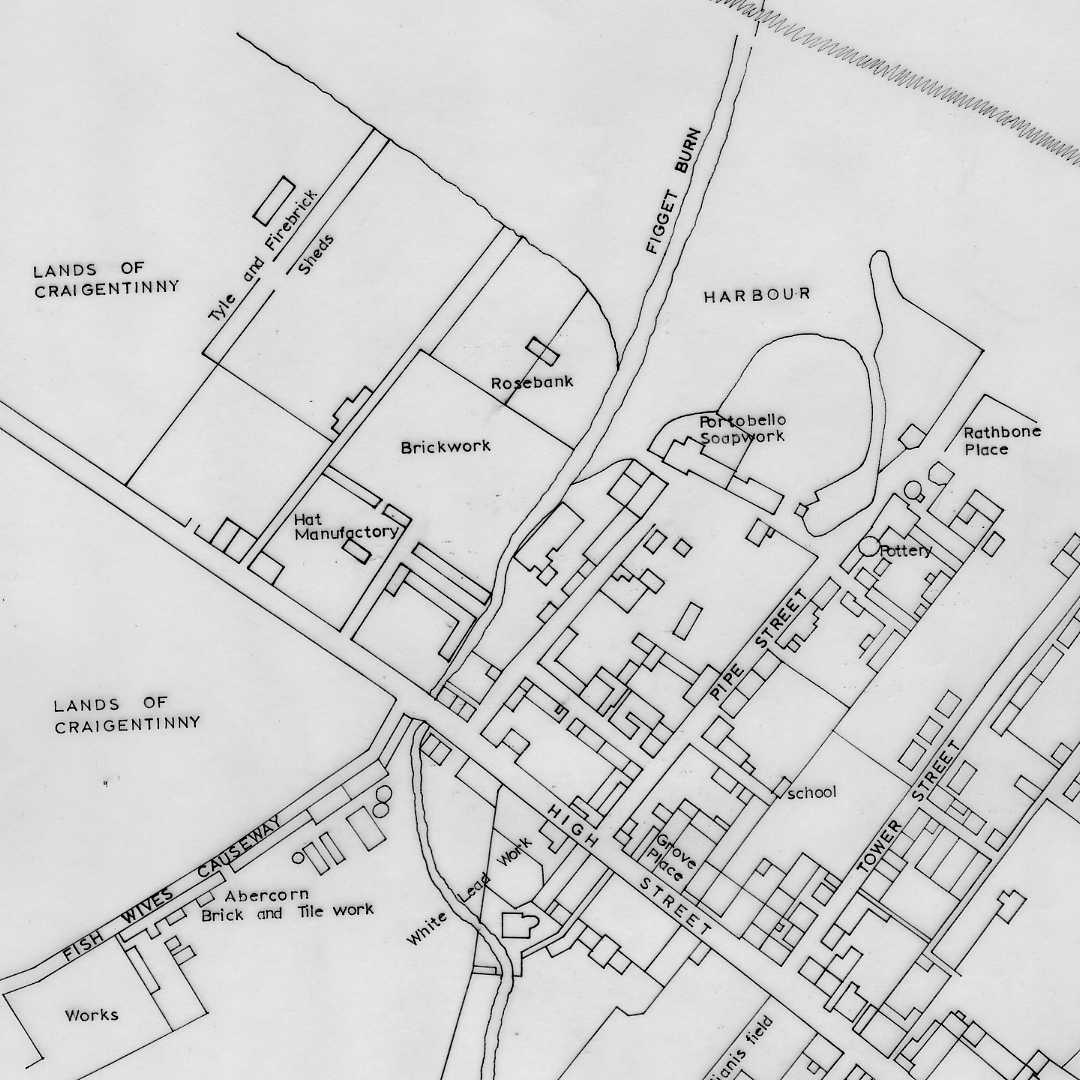 FIGGET BURN
Tyle and Firebrick
Sheds
LANDS OF
CRAIGENTINNY
HARBOUR
Rosebank
Portobello
Soapwork
Rathbone
Place
Brickwork
Hat
Manufactory
Pottery
PIPE STREET
LANDS OF
CRAIGENTINNY
school
TOWER STREET
HIGH STREET
Grove
Place
White Lead Work
FISH WIVES CAUSEWAY
Abercorn
Brick and Tile work
Works
field